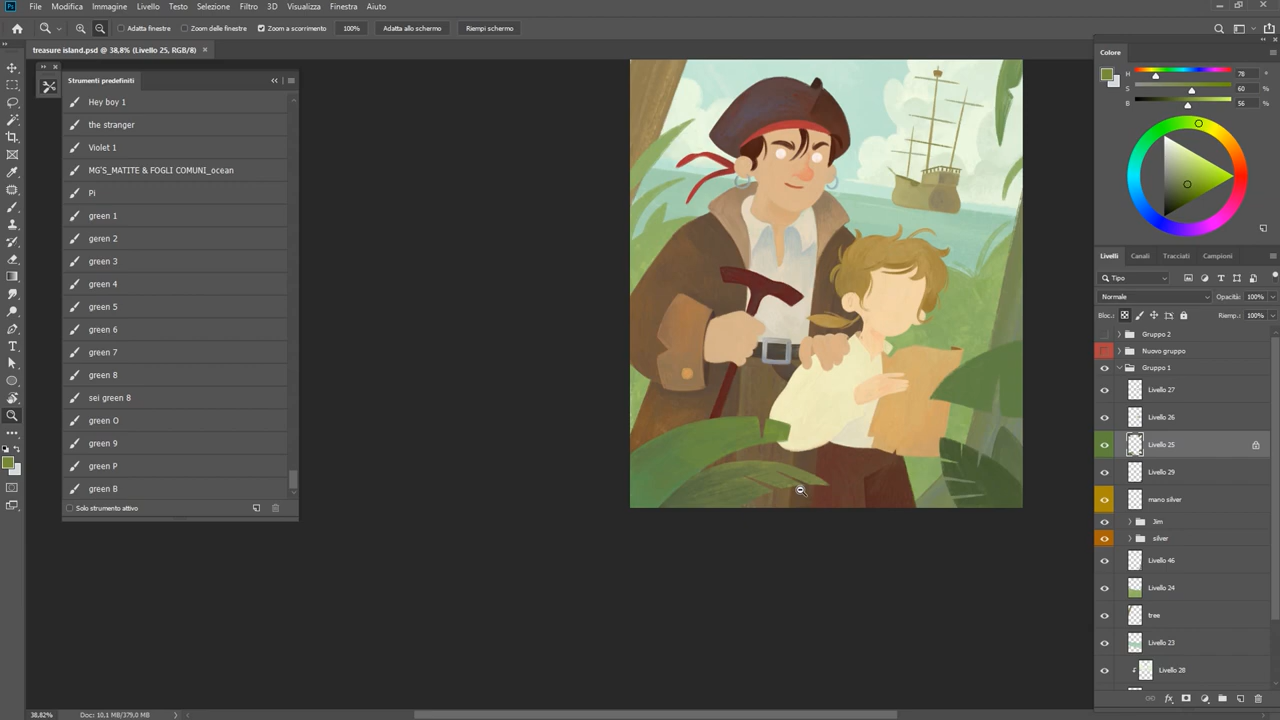 Ps File Modifica Immagine Livello Testo Selezione Filtro 3D Visualizza Finestra Aiuto
Adatta finestre Zoom delle finestre Zoom a scorrimento 100% Adatta allo schermo Riempi schermo
treasure island.psd @ 38,8% (Livello 25, RGB/8) ×
Strumenti predefiniti
Hey boy 1
the stranger
Violet 1
MG'S_MATITE & FOGLI COMUNI_ocean
Pi
green 1
geren 2
green 3
green 4
green 5
green 6
green 7
green 8
sei green 8
green O
green 9
green P
green B
Solo strumento attivo
Colore
H 78 °
S 60 %
B 56 %
Livelli Canali Tracciati Campioni
Tipo
Normale Opacità: 100%
Bloc.: Riemp.: 100%
Gruppo 2
Nuovo gruppo
Gruppo 1
Livello 27
Livello 26
Livello 25
Livello 29
mano silver
Jim
silver
Livello 46
Livello 24
tree
Livello 23
Livello 28
38,82% Doc: 10,1 MB/379,0 MB